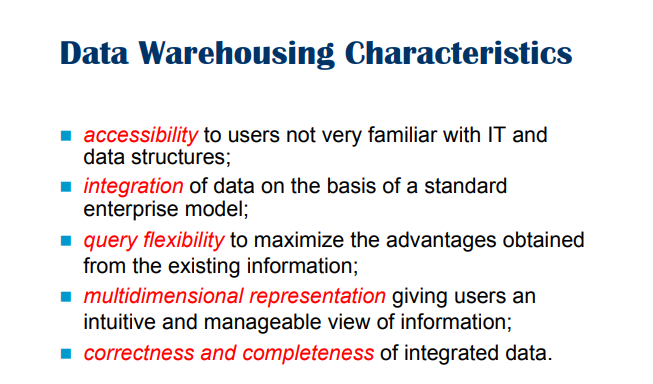 Data Warehousing Characteristics
accessibility to users not very familiar with IT and
data structures;
integration of data on the basis of a standard
enterprise model;
query flexibility to maximize the advantages obtained
from the existing information;
multidimensional representation giving users an
intuitive and manageable view of information;
correctness and completeness of integrated data.